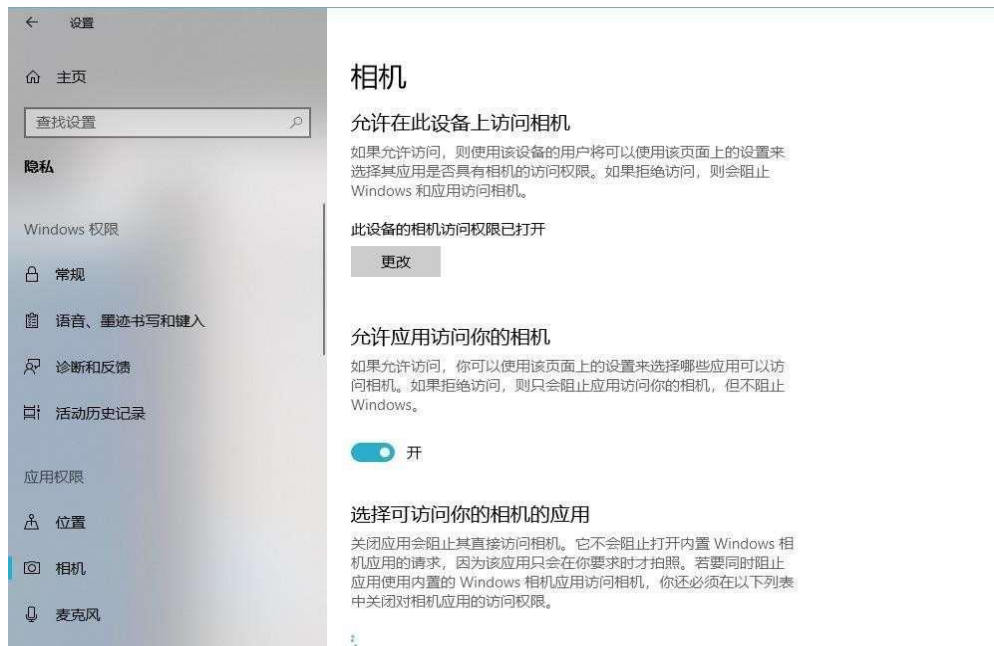 设置
主页
查找设置
隐私
Windows 权限
常规
语音、墨迹书写和键入
诊断和反馈
活动历史记录
应用权限
位置
相机
麦克风
相机
允许在此设备上访问相机
如果允许访问，则使用该设备的用户将可以使用该页面上的设置来
选择其应用是否具有相机的访问权限。如果拒绝访问，则会阻止
Windows 和应用访问相机。
此设备的相机访问权限已打开
更改
允许应用访问你的相机
如果允许访问，你可以使用该页面上的设置来选择哪些应用可以访
问相机。如果拒绝访问，则只会阻止应用访问你的相机，但不阻止
Windows。
开
选择可访问你的相机的应用
关闭应用会阻止其直接访问相机。它不会阻止打开内置 Windows 相
机应用的请求，因为该应用只会在你要求时才拍照。若要同时阻止
应用使用内置的 Windows 相机应用访问相机，你还必须在以下列表
中关闭对相机应用的访问权限。